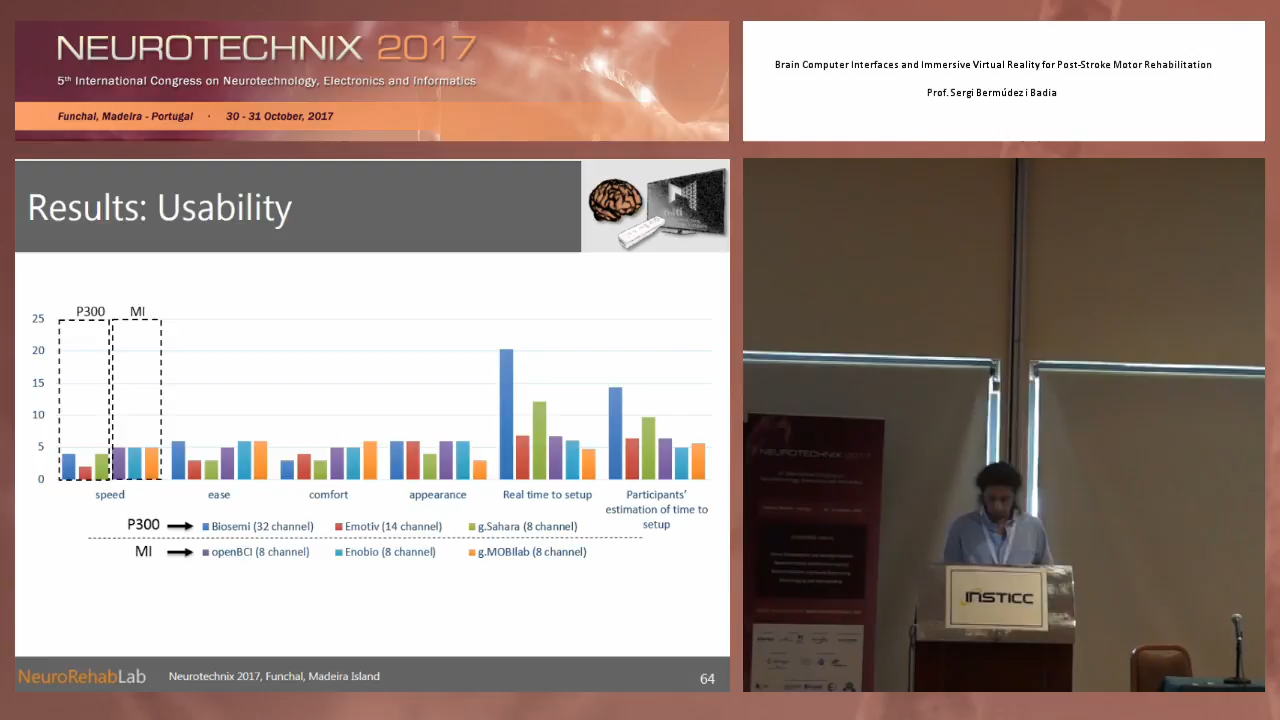 NEUROTECHNIX 2017
5th International Congress on Neurotechnology, Electronics and Informatics
Funchal, Madeira - Portugal · 30 - 31 October, 2017
Brain Computer Interfaces and Immersive Virtual Reality for Post-Stroke Motor Rehabilitation
Prof. Sergi Bermúdez i Badia
Results: Usability
P300 MI
25
20
15
10
5
0
speed ease comfort appearance Real time to setup Participants' estimation of time to setup
P300 Biosemi (32 channel) Emotiv (14 channel) g.Sahara (8 channel)
MI openBCI (8 channel) Enobio (8 channel) g.MOBIlab (8 channel)
NeuroRehabLab Neurotechnix 2017, Funchal, Madeira Island 64
NEUROTECHNIX 2017
INSTICC